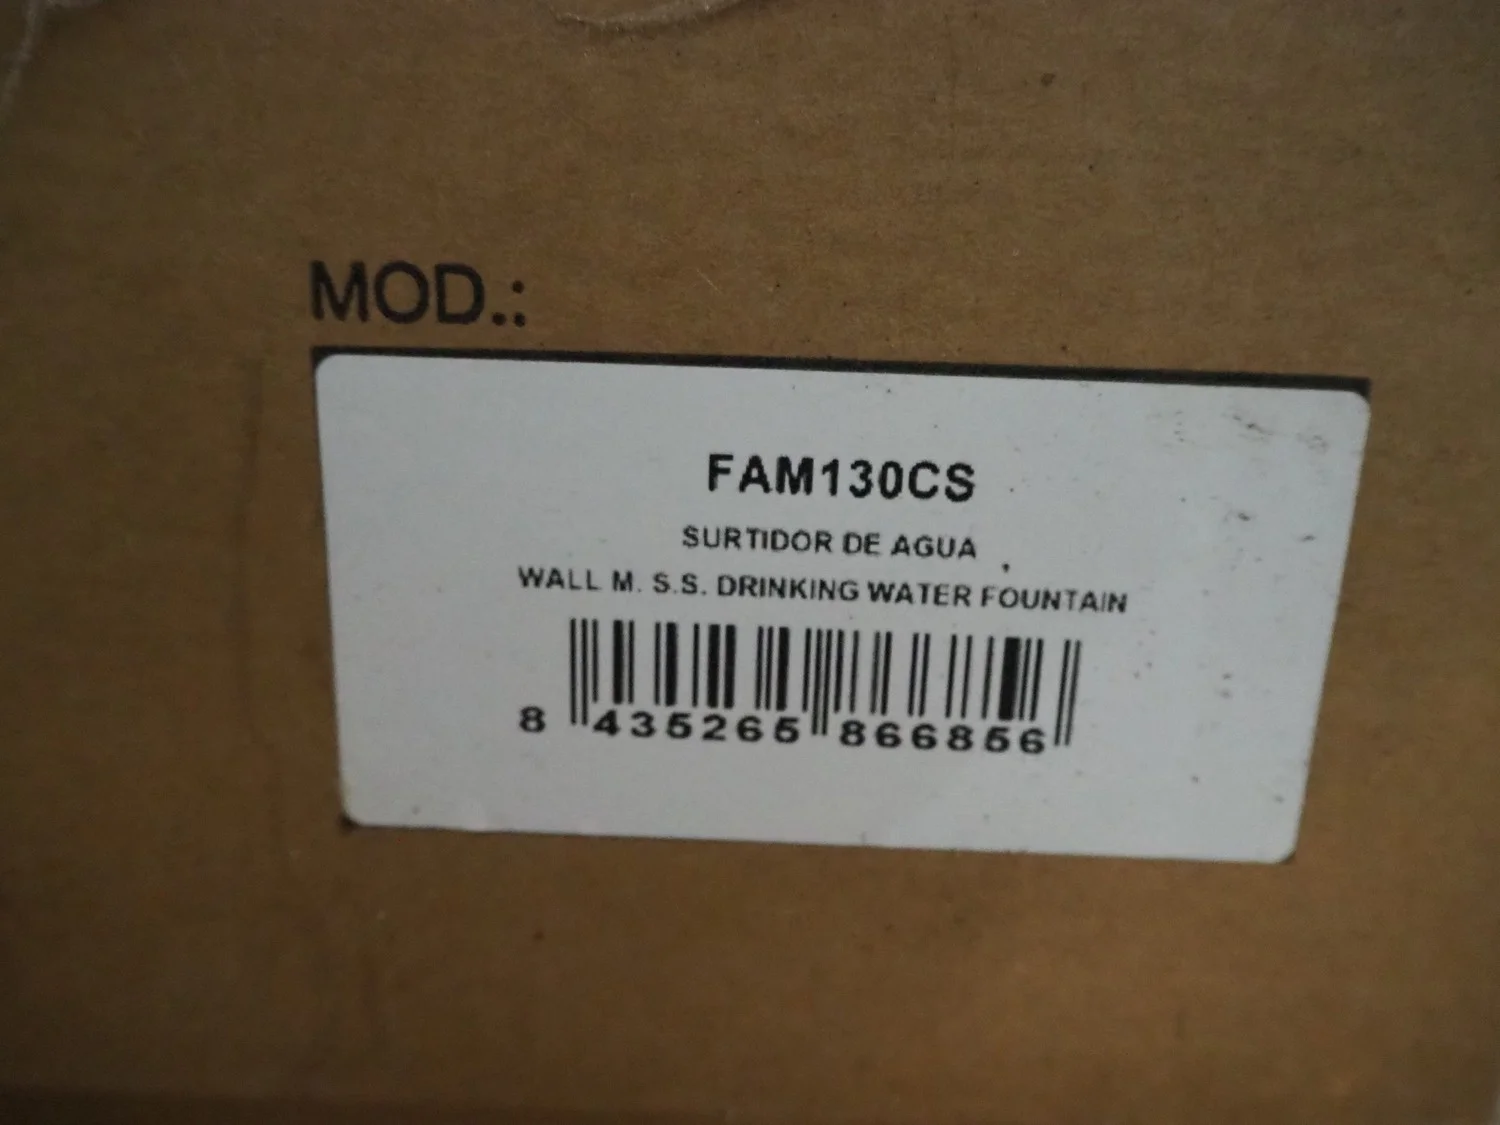 MOD.:
FAM130CS
SURTIDOR DE AGUA
WALL M. S.S. DRINKING WATER FOUNTAIN
8 435265 866856